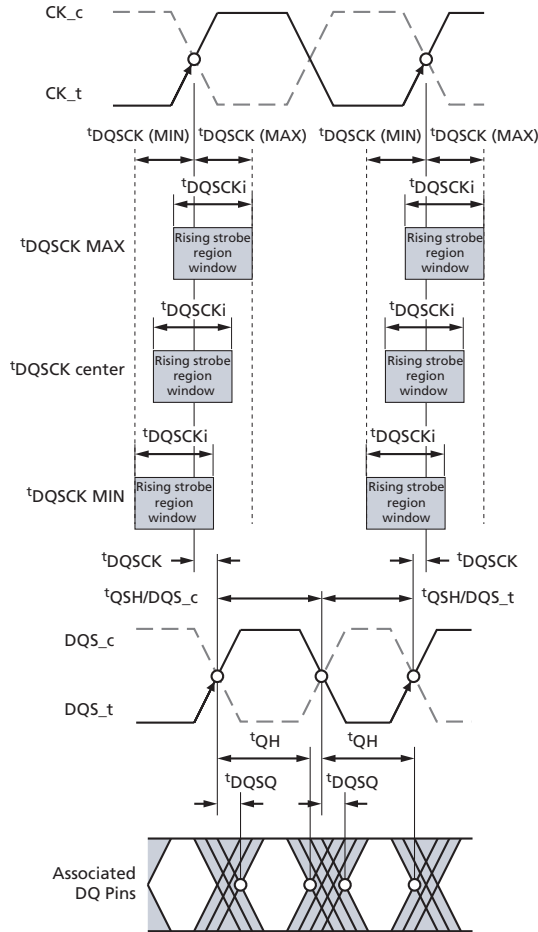 CK_c
CK_t
tDQSCK (MIN) tDQSCK (MAX) tDQSCK (MIN) tDQSCK (MAX)
tDQSCKi tDQSCKi
tDQSCK MAX
Rising strobe
region
window
Rising strobe
region
window
tDQSCKi tDQSCKi
tDQSCK center
Rising strobe
region
window
Rising strobe
region
window
tDQSCKi tDQSCKi
tDQSCK MIN
Rising strobe
region
window
Rising strobe
region
window
tDQSCK tDQSCK
tQSH/DQS_c tQSH/DQS_t
DQS_c
DQS_t
tQH tQH
tDQSQ tDQSQ
Associated
DQ Pins